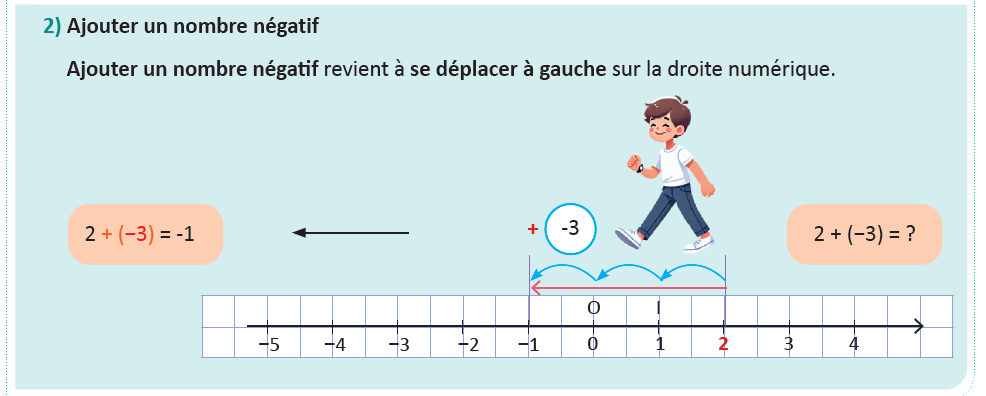 2) Ajouter un nombre négatif
Ajouter un nombre négatif revient à se déplacer à gauche sur la droite numérique.
2 + (−3) = -1
+ -3
2 + (−3) = ?
O I
−5 −4 −3 −2 −1 0 1 2 3 4